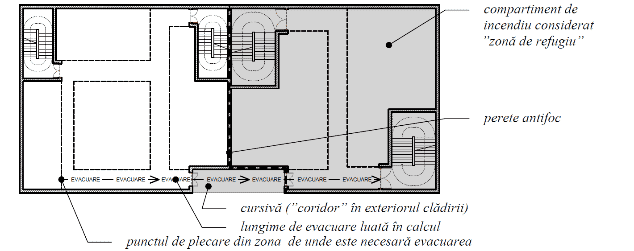 compartiment de
incendiu considerat
”zonă de refugiu”
perete antifoc
EVACUARE EVACUARE EVACUARE EVACUARE EVACUARE EVACUARE EVACUARE
cursivă (”coridor” în exteriorul clădirii)
lungime de evacuare luată în calcul
punctul de plecare din zona de unde este necesară evacuarea